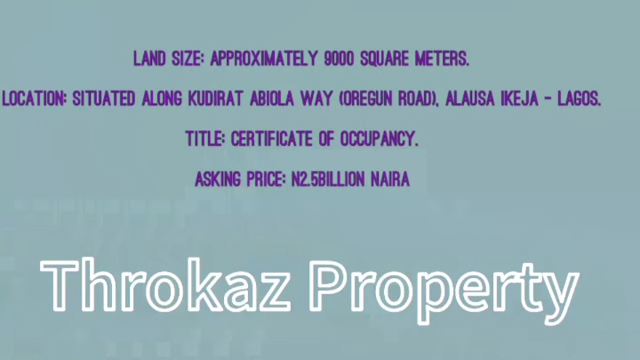 LAND SIZE: APPROXIMATELY 9000 SQUARE METERS.
LOCATION: SITUATED ALONG KUDIRAT ABIOLA WAY (OREGUN ROAD), ALAUSA IKEJA - LAGOS.
TITLE: CERTIFICATE OF OCCUPANCY.
ASKING PRICE: N2.5BILLION NAIRA
Throkaz Property